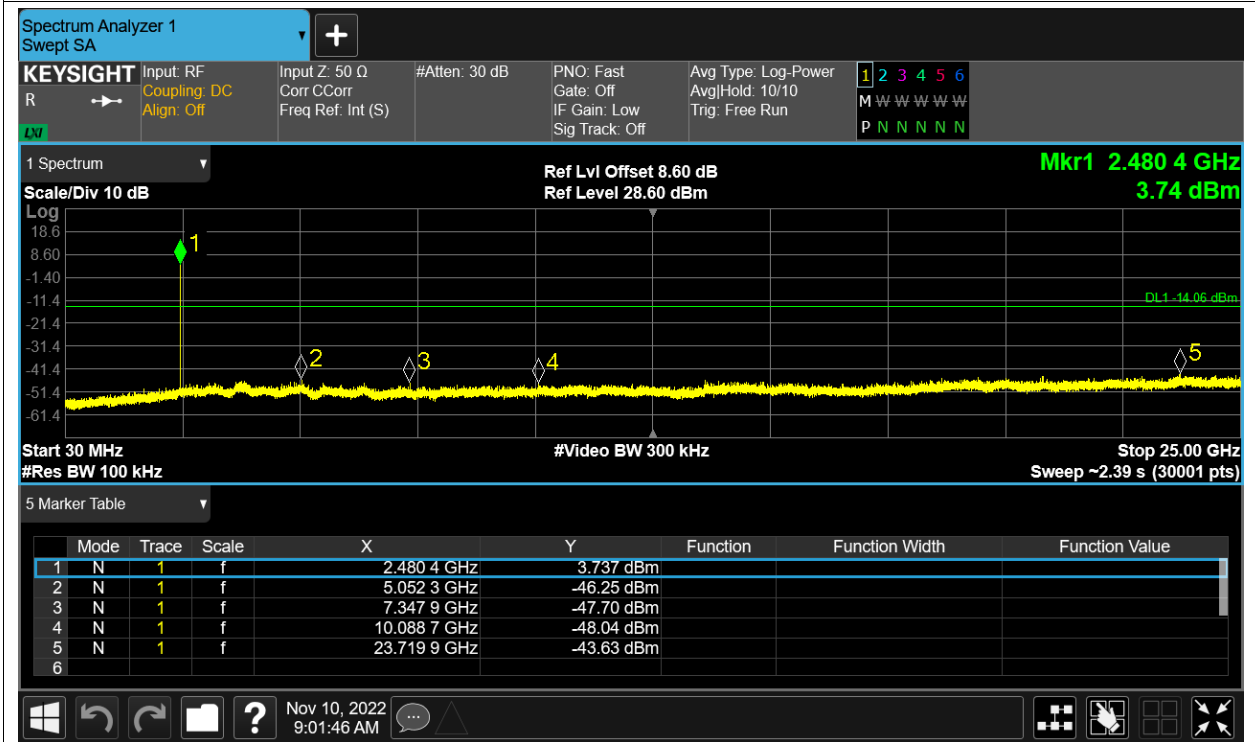 Spectrum Analyzer 1
Swept SA
KEYSIGHT
R
LXI
Input: RF
Coupling: DC
Align: Off
Input Z: 50 Ω
Corr CCorr
Freq Ref: Int (S)
#Atten: 30 dB
PNO: Fast
Gate: Off
IF Gain: Low
Sig Track: Off
Avg Type: Log-Power
Avg|Hold: 10/10
Trig: Free Run
1 2 3 4 5 6
M W W W W W
P N N N N N
1 Spectrum
Scale/Div 10 dB
Ref Lvl Offset 8.60 dB
Ref Level 28.60 dBm
Mkr1 2.480 4 GHz
3.74 dBm
Log
18.6
8.60
-1.40
-11.4
-21.4
-31.4
-41.4
-51.4
-61.4
1
DL1 -14.06 dBm
2
3
4
5
Start 30 MHz
#Video BW 300 kHz
Stop 25.00 GHz
#Res BW 100 kHz
Sweep ~2.39 s (30001 pts)
5 Marker Table
Mode Trace Scale X Y Function Function Width Function Value
1 N 1 f 2.480 4 GHz 3.737 dBm
2 N 1 f 5.052 3 GHz -46.25 dBm
3 N 1 f 7.347 9 GHz -47.70 dBm
4 N 1 f 10.088 7 GHz -48.04 dBm
5 N 1 f 23.719 9 GHz -43.63 dBm
6
?
Nov 10, 2022
9:01:46 AM